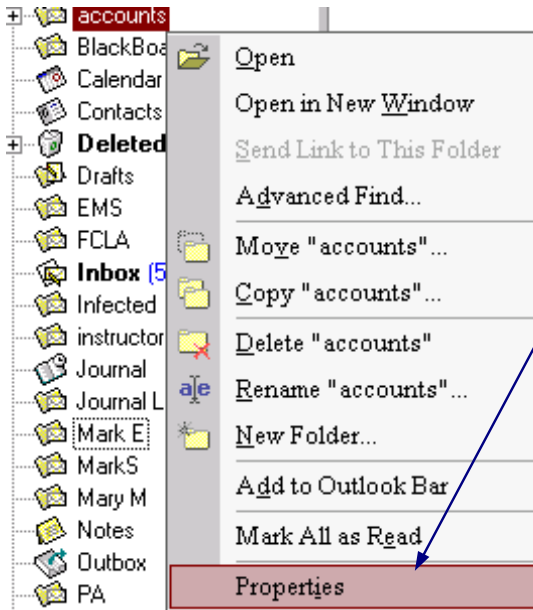 accounts
BlackBoa
Calendar
Contacts
Deleted
Drafts
EMS
FCLA
Inbox (5
Infected
instructor
Journal
Journal L
Mark E
MarkS
Mary M
Notes
Outbox
PA
Open
Open in New Window
Send Link to This Folder
Advanced Find...
Move "accounts"...
Copy "accounts"...
Delete "accounts"
Rename "accounts"...
New Folder...
Add to Outlook Bar
Mark All as Read
Properties